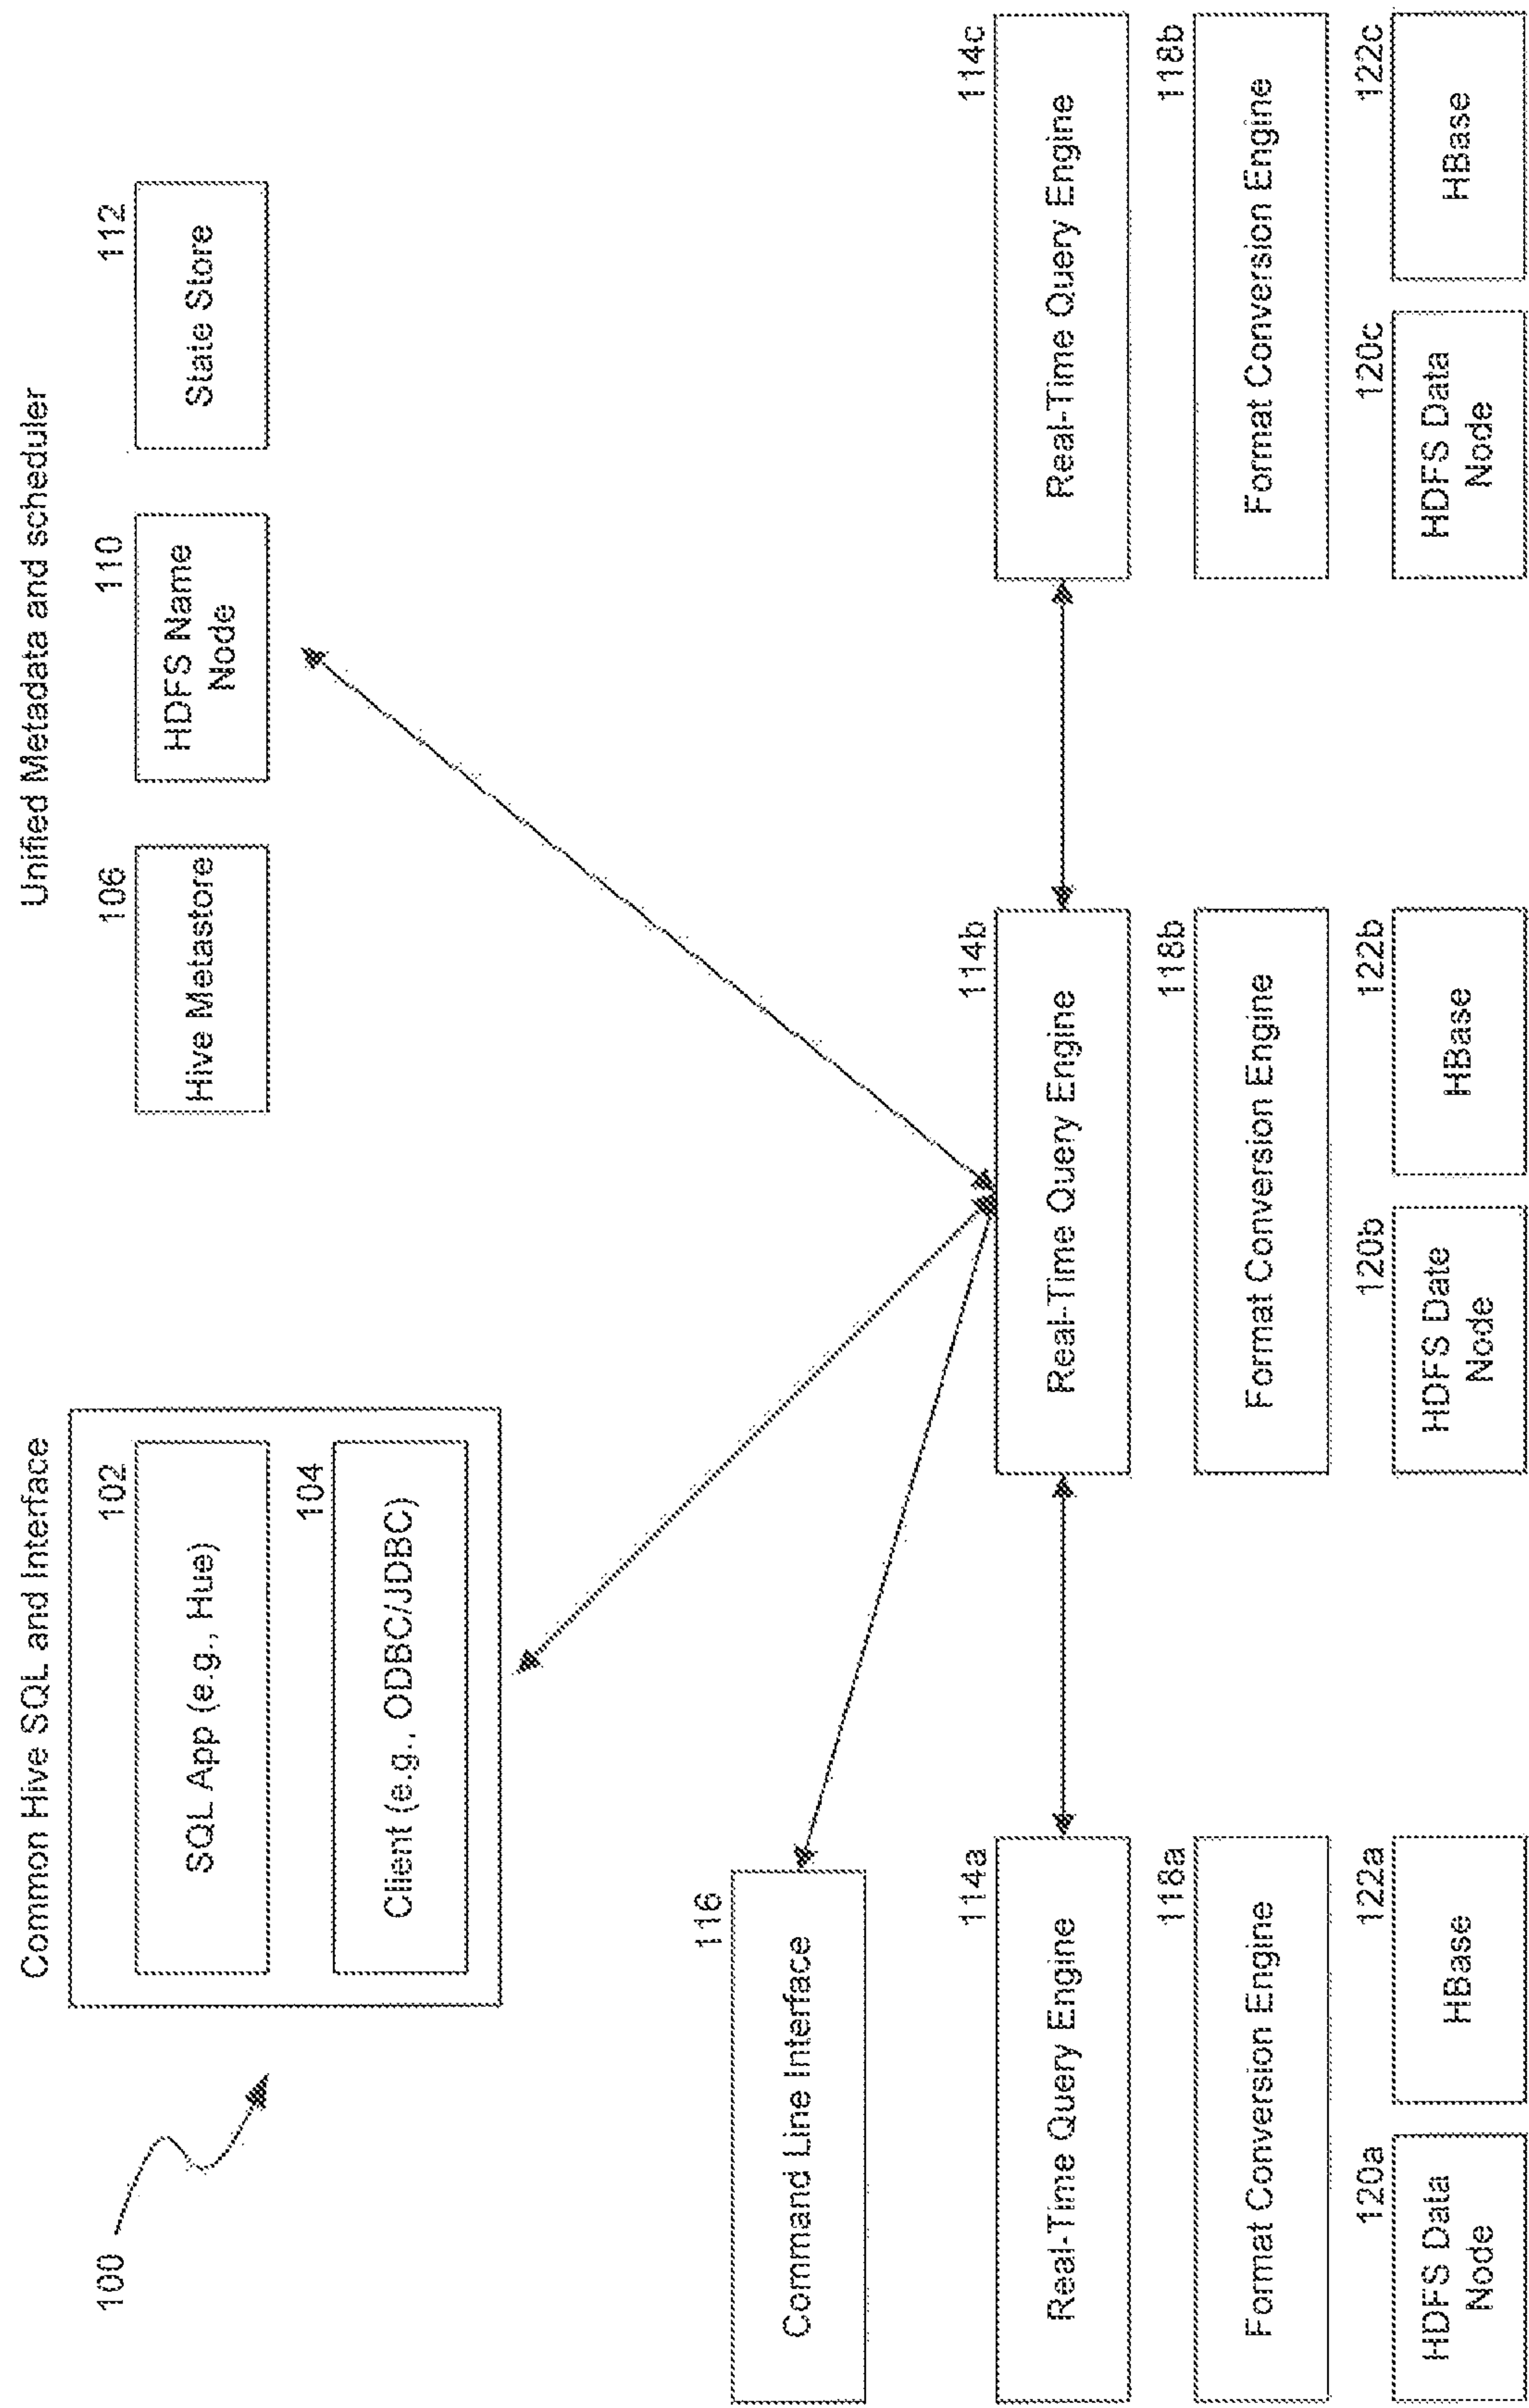 Common Hive SQL and Interface
Unified Metadata and scheduler
100
102
SQL App (e.g., Hue)
104
Client (e.g., ODBC/JDBC)
106
Hive Metastore
110
HDFS Name
Node
112
State Store
116
Command Line Interface
114a
Real-Time Query Engine
114b
Real-Time Query Engine
114c
Real-Time Query Engine
118a
Format Conversion Engine
118b
Format Conversion Engine
118b
Format Conversion Engine
120a
HDFS Data
Node
122a
HBase
120b
HDFS Date
Node
122b
HBase
120c
HDFS Data
Node
122c
HBase